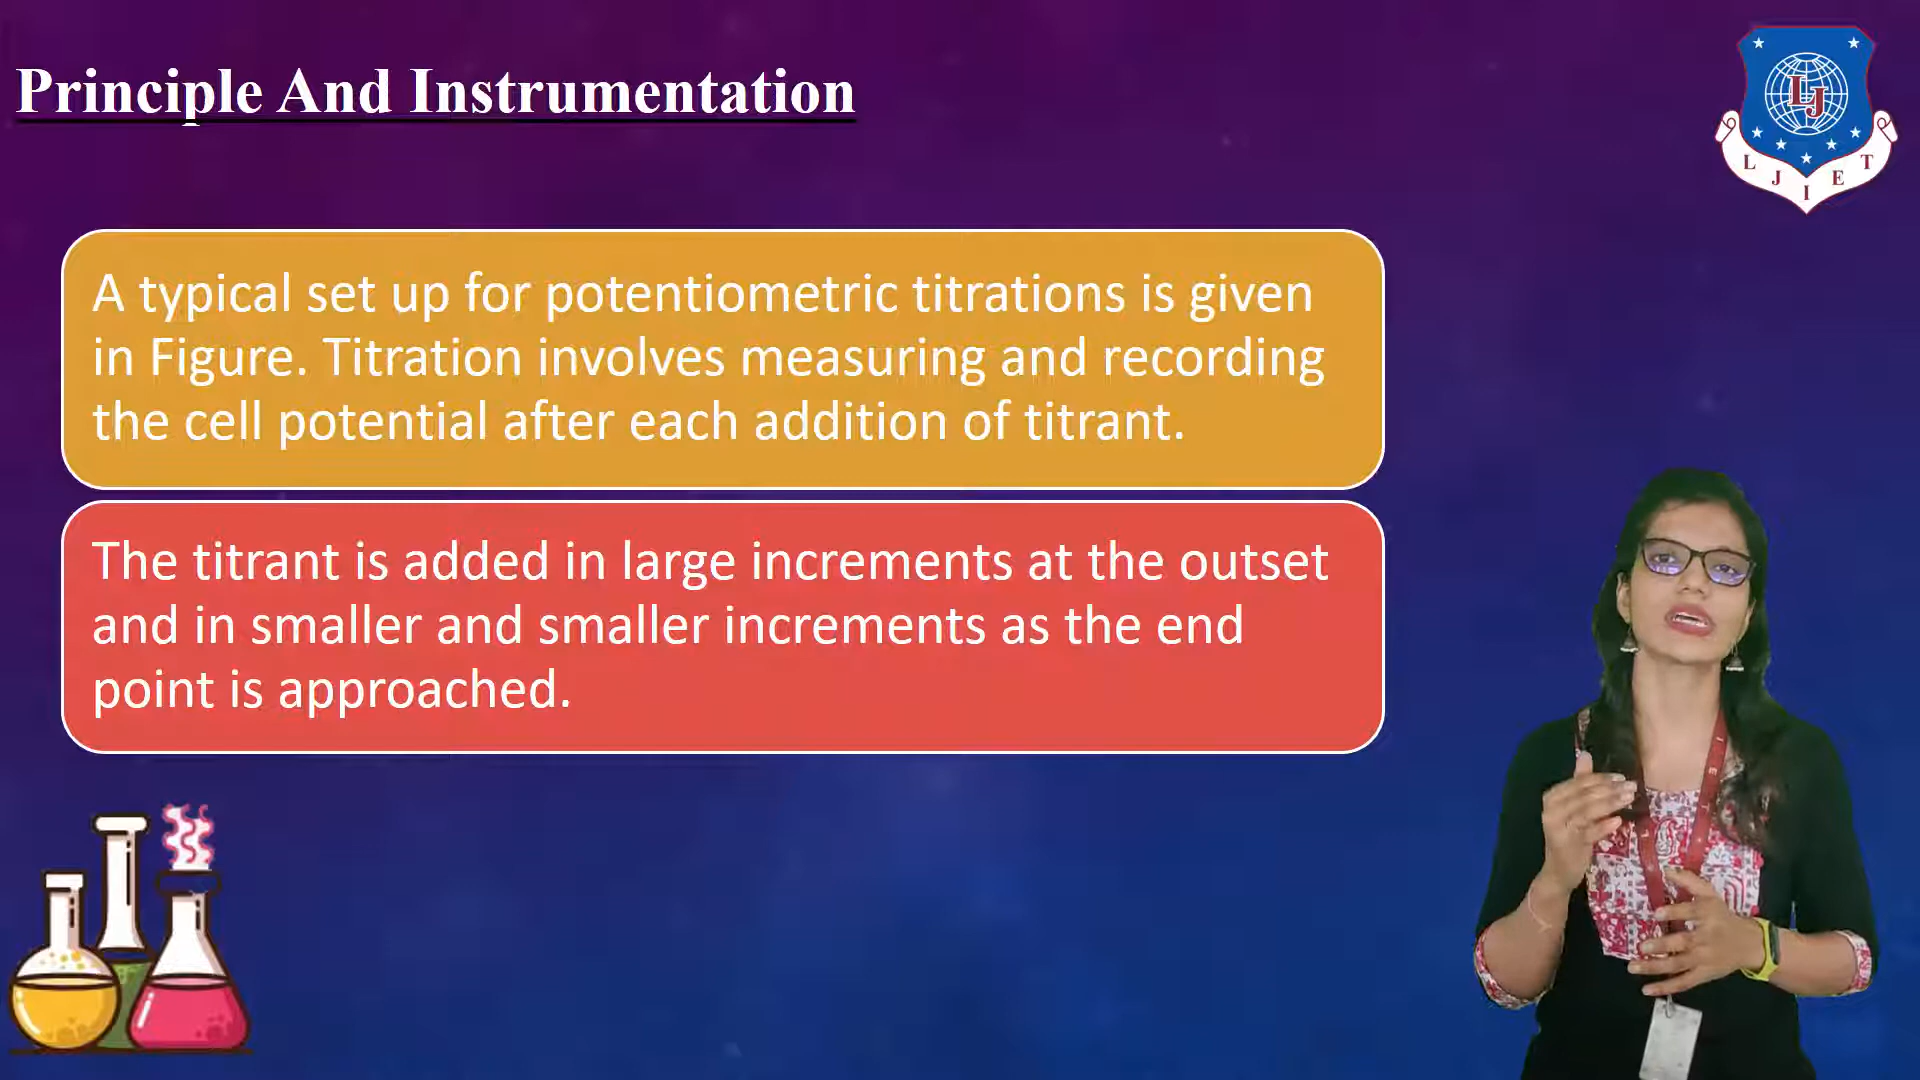 Principle And Instrumentation
LJ
L J I E T
A typical set up for potentiometric titrations is given
in Figure. Titration involves measuring and recording
the cell potential after each addition of titrant.
The titrant is added in large increments at the outset
and in smaller and smaller increments as the end
point is approached.